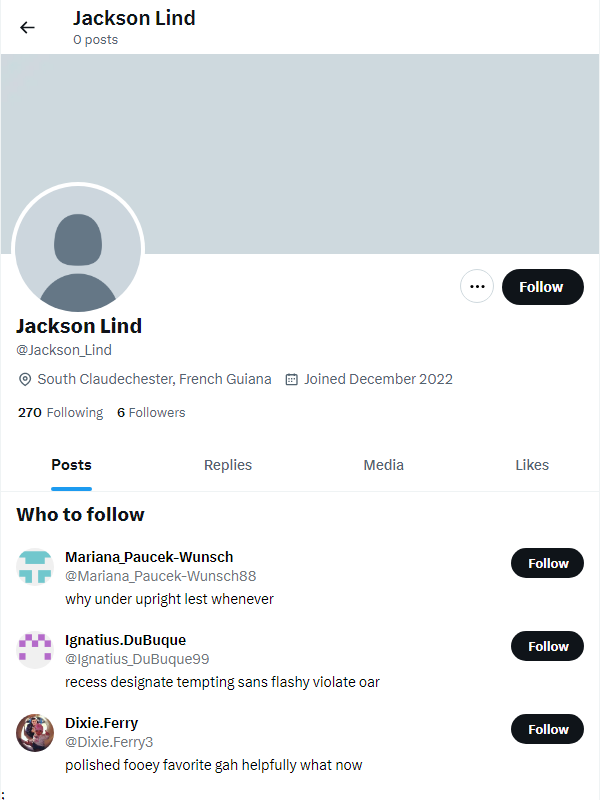 Jackson Lind
0 posts
Follow
Jackson Lind
@Jackson_Lind
South Claudechester, French Guiana Joined December 2022
270 Following 6 Followers
Posts Replies Media Likes
Who to follow
Mariana_Paucek-Wunsch
@Mariana_Paucek-Wunsch88
Follow
why under upright lest whenever
Ignatius.DuBuque
@Ignatius_DuBuque99
Follow
recess designate tempting sans flashy violate oar
Dixie.Ferry
@Dixie.Ferry3
Follow
polished fooey favorite gah helpfully what now
;